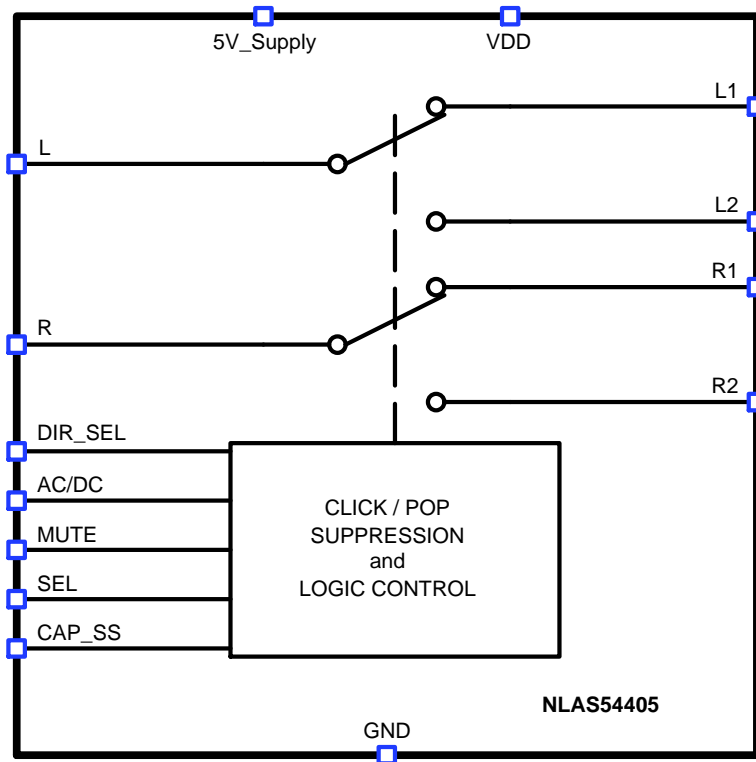 5V_Supply
VDD
L1
L
L2
R1
R
R2
DIR_SEL
AC/DC
MUTE
SEL
CAP_SS
CLICK / POP
SUPPRESSION
and
LOGIC CONTROL
NLAS54405
GND